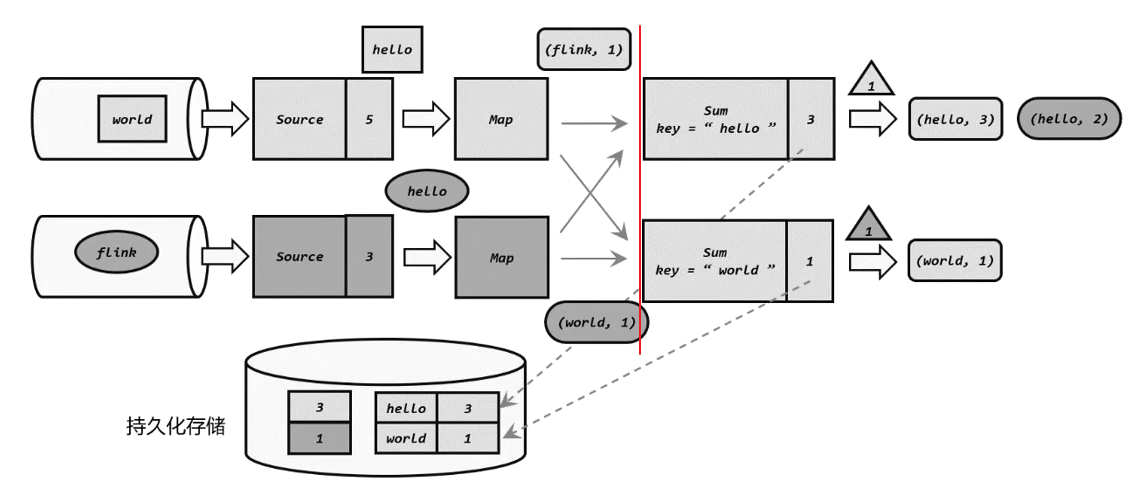 hello
(flink, 1)
world
Source
5
Map
Sum
key = “ hello ”
3
1
(hello, 3)
(hello, 2)
hello
flink
Source
3
Map
Sum
key = “ world ”
1
1
(world, 1)
(world, 1)
持久化存储
3
hello
3
1
world
1